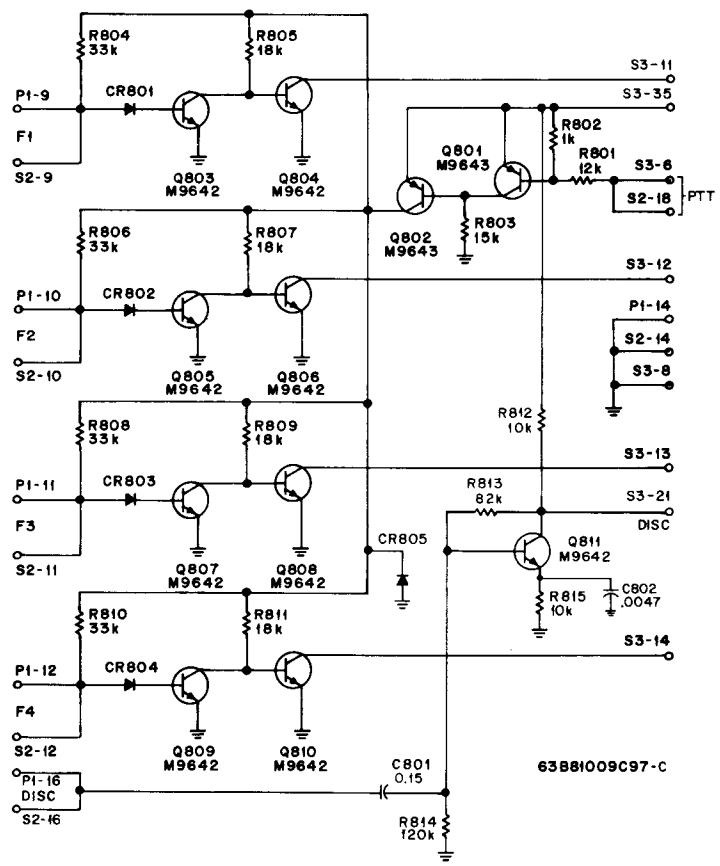 R804
33k
R805
18k
S3-11
P1-9
CR801
S3-35
F1
R802
1k
Q801
M9643
R801
12k
S3-6
S2-9
Q803
M9642
Q804
M9642
S2-18
PTT
R803
15k
Q802
M9643
R806
33k
R807
18k
S3-12
P1-10
CR802
P1-14
F2
S2-14
S2-10
Q805
M9642
Q806
M9642
S3-8
R808
33k
R809
18k
R812
10k
S3-13
R813
82k
P1-11
CR803
S3-21
DISC
F3
Q811
M9642
CR805
S2-11
Q807
M9642
Q808
M9642
C802
.0047
R815
10k
R810
33k
R811
18k
S3-14
P1-12
CR804
F4
S2-12
Q809
M9642
Q810
M9642
C801
0.15
63B81009C97-C
P1-16
DISC
S2-16
R814
120k